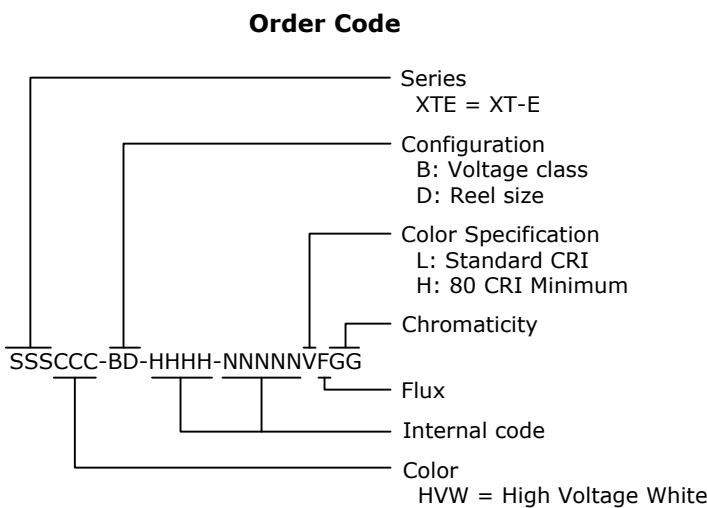 Order Code
Series
XTE = XT-E
Configuration
B: Voltage class
D: Reel size
Color Specification
L: Standard CRI
H: 80 CRI Minimum
Chromaticity
SSSCCC-BD-HHHH-NNNNNVFGG
Flux
Internal code
Color
HVW = High Voltage White